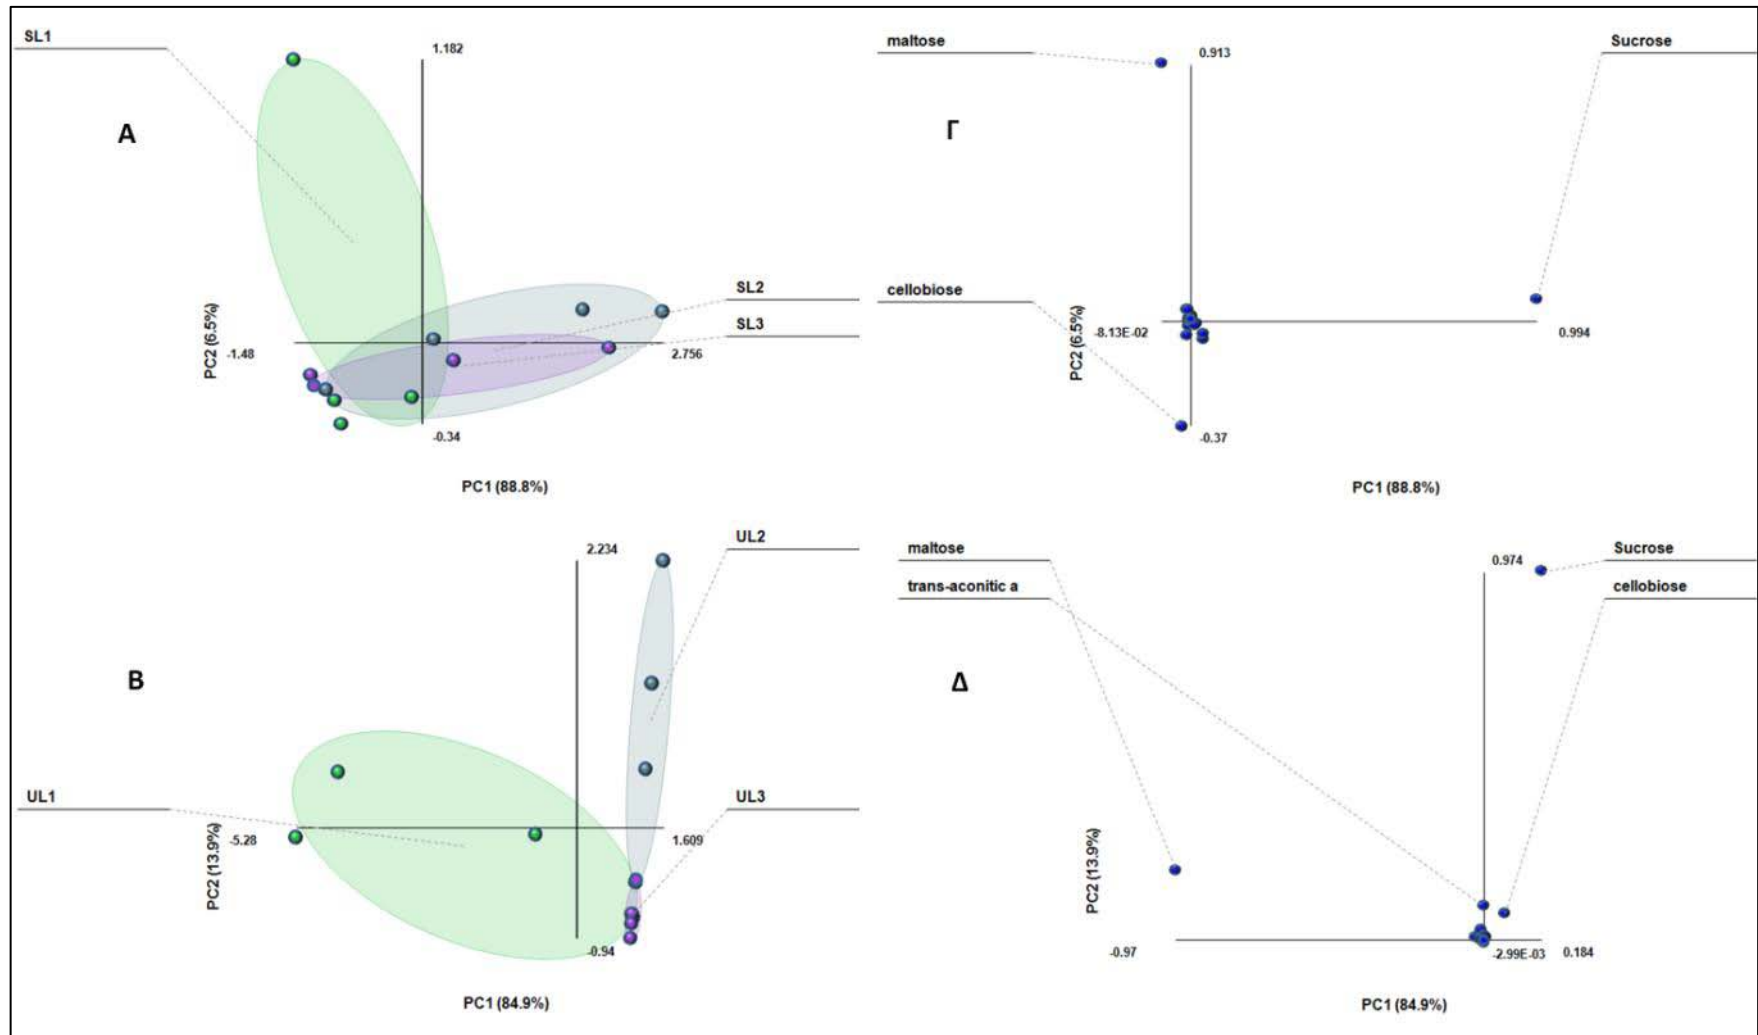 SL1
1.182
A
SL2
SL3
PC2 (6.5%)
-1.48
2.756
-0.34
PC1 (88.8%)
maltose
0.913
Sucrose
Γ
cellobiose
PC2 (6.5%)
-8.13E-02
0.994
-0.37
PC1 (88.8%)
UL2
2.234
B
UL1
UL3
PC2 (13.9%)
-5.28
1.609
-0.94
PC1 (84.9%)
maltose
trans-aconitic a
0.974
Sucrose
cellobiose
Δ
PC2 (13.9%)
-0.97
-2.99E-03
0.184
PC1 (84.9%)